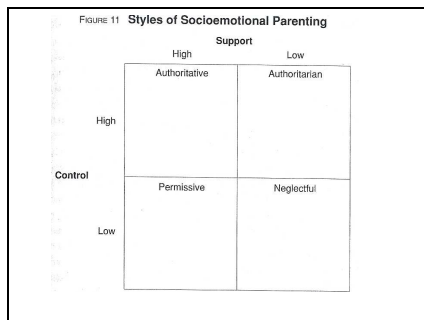 FIGURE 11 Styles of Socioemotional Parenting
Support
High Low
Authoritative Authoritarian
High
Control
Permissive Neglectful
Low